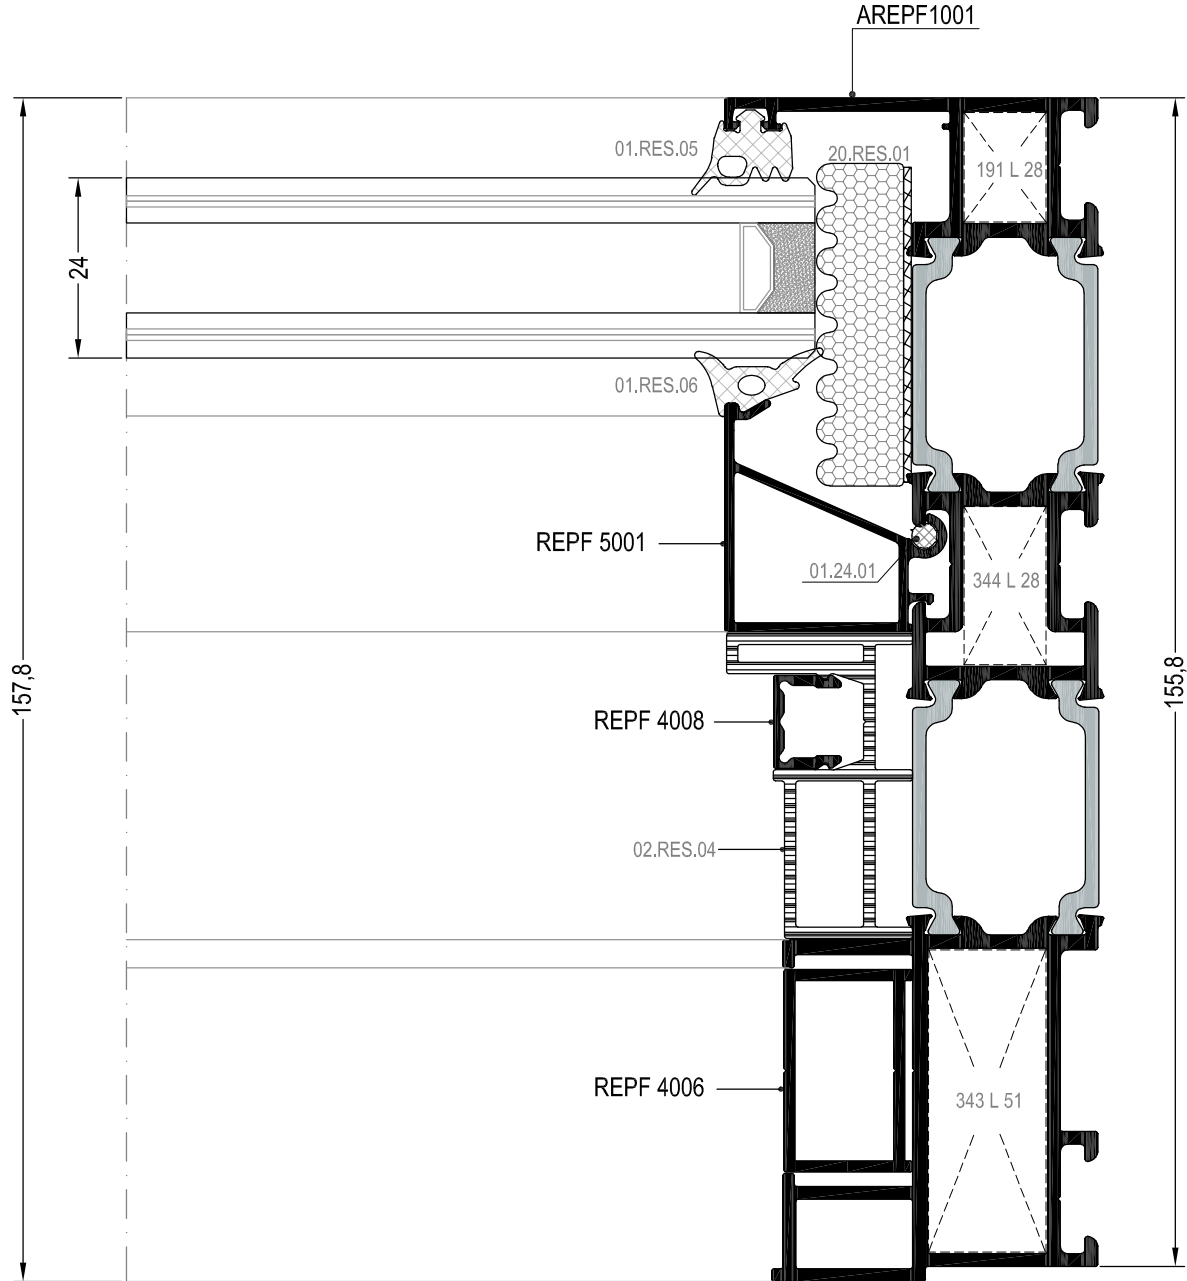 AREPF1001
01.RES.05
20.RES.01
191 L 28
24
01.RES.06
REPF 5001
01.24.01
344 L 28
157,8
155,8
REPF 4008
02.RES.04
REPF 4006
343 L 51